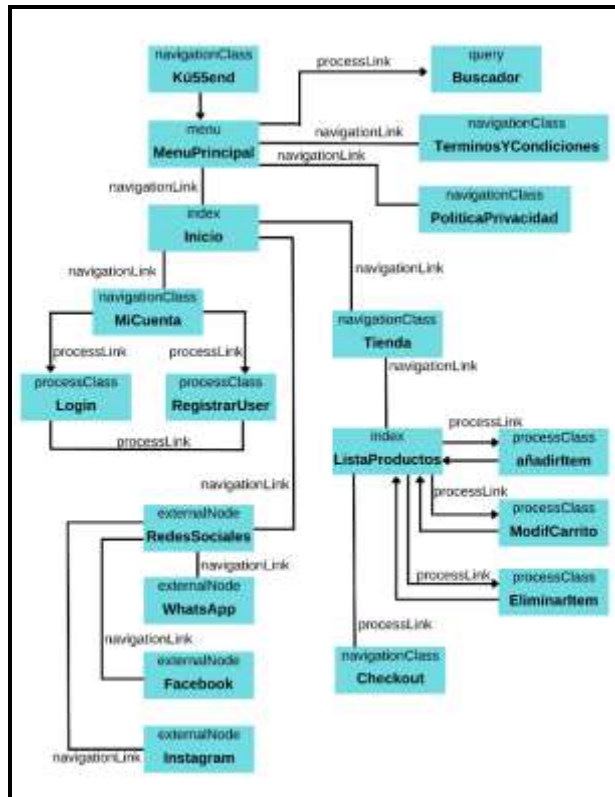 navigationClass
Kü55end
processLink
query
Buscador
menu
MenuPrincipal
navigationLink
navigationClass
TerminosYCondiciones
navigationLink
navigationLink
navigationClass
PoliticaPrivacidad
index
Inicio
navigationLink
navigationLink
navigationClass
MiCuenta
navigationClass
Tienda
processLink
processLink
navigationLink
processClass
Login
processClass
RegistrarUser
processLink
processLink
index
ListaProductos
processClass
añadirItem
navigationLink
processLink
externalNode
RedesSociales
processClass
ModifCarrito
navigationLink
processLink
externalNode
WhatsApp
processClass
EliminarItem
navigationLink
processLink
externalNode
Facebook
navigationClass
Checkout
externalNode
Instagram
navigationLink